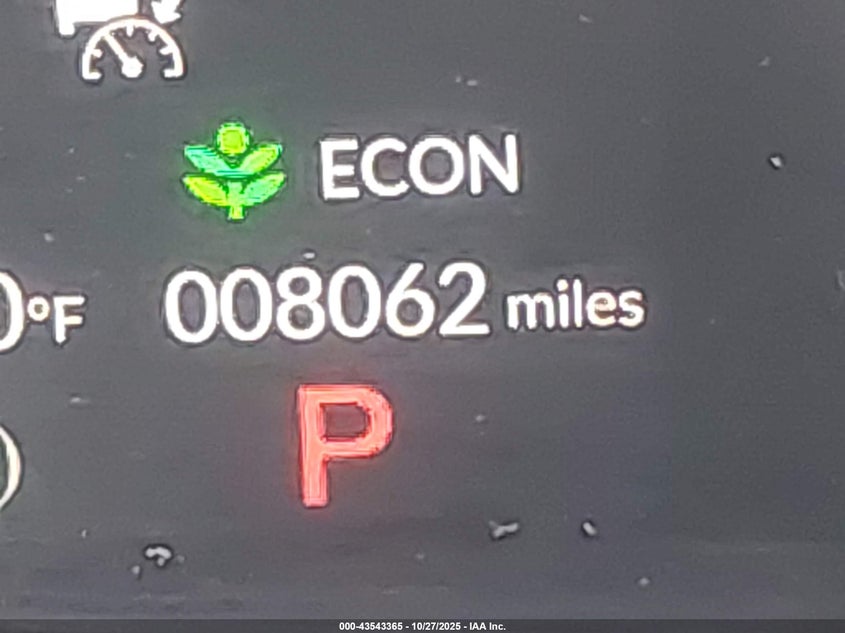 ECON
0°F 008062 miles
P
000-43543365 - 10/27/2025 - IAA Inc.